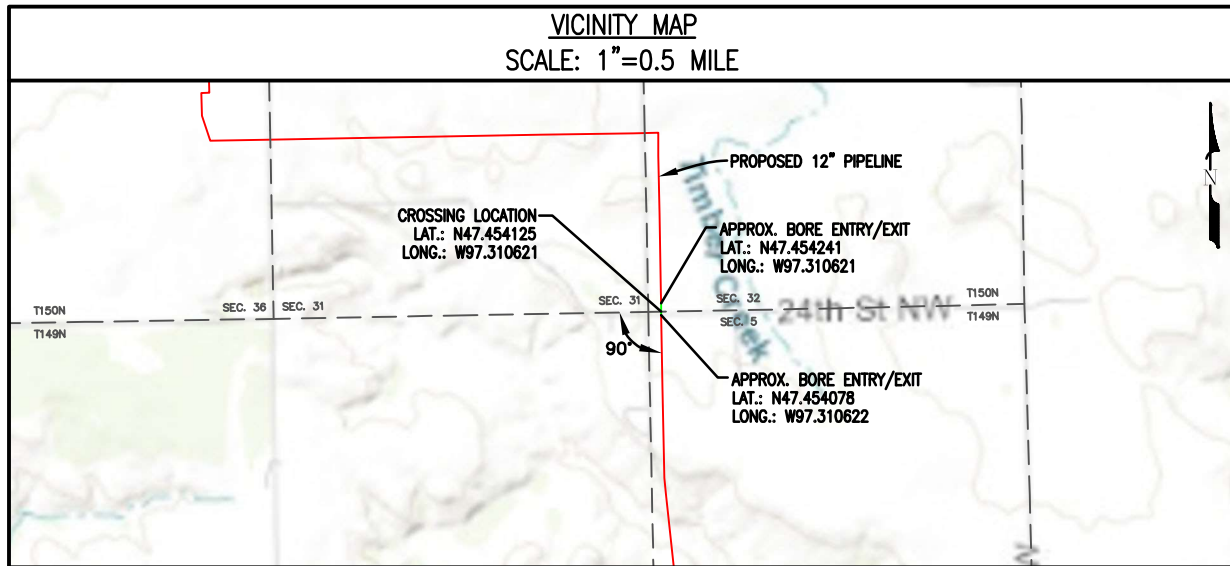 VICINITY MAP
SCALE: 1"=0.5 MILE
N
PROPOSED 12" PIPELINE
Timber Creek
CROSSING LOCATION
LAT.: N47.454125
LONG.: W97.310621
APPROX. BORE ENTRY/EXIT
LAT.: N47.454241
LONG.: W97.310621
T150N
SEC. 36
SEC. 31
SEC. 31
SEC. 32
T150N
T149N
SEC. 5
24th St NW
T149N
90°
APPROX. BORE ENTRY/EXIT
LAT.: N47.454078
LONG.: W97.310622